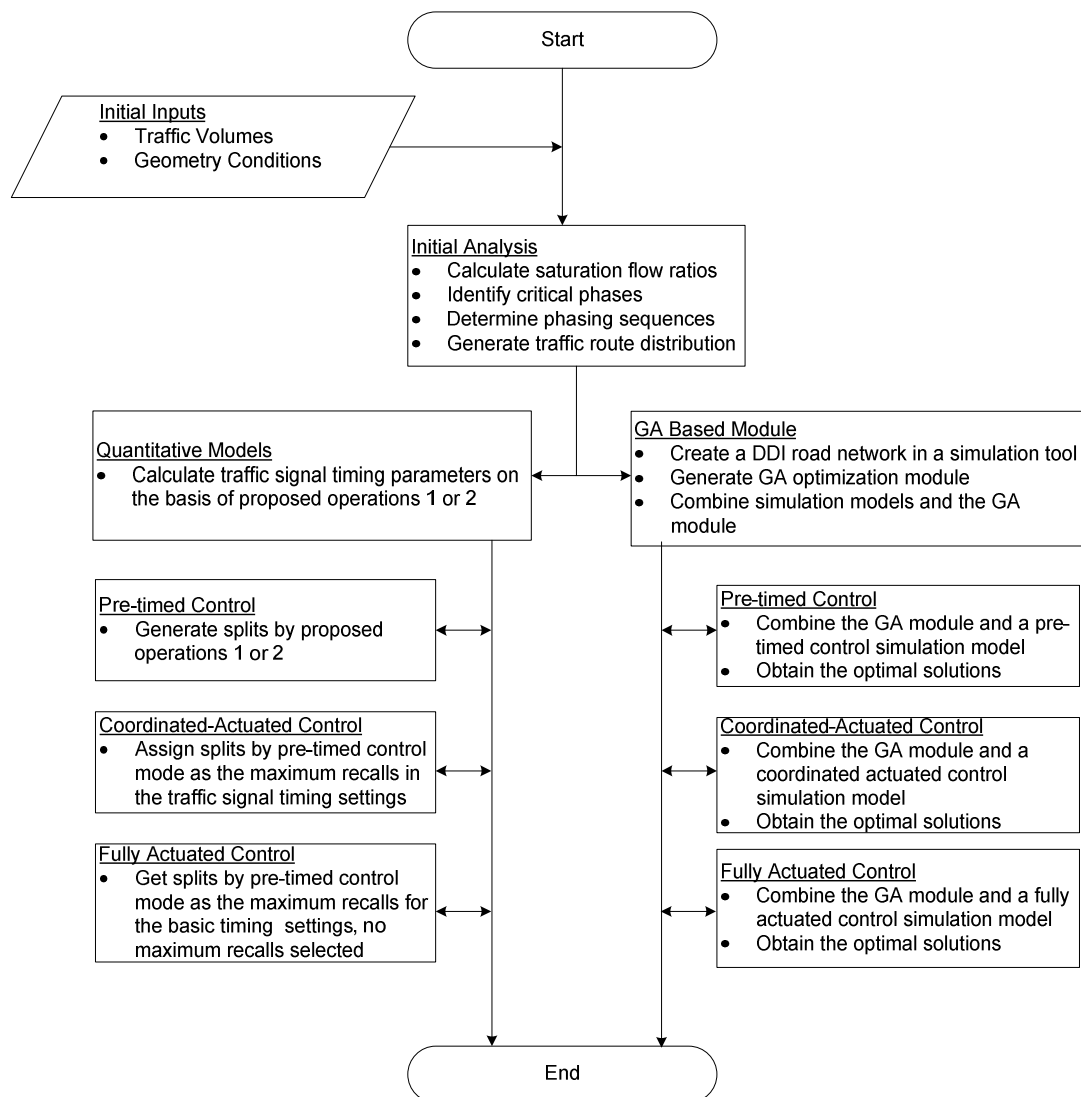 Start
Initial Inputs
• Traffic Volumes
• Geometry Conditions
Initial Analysis
• Calculate saturation flow ratios
• Identify critical phases
• Determine phasing sequences
• Generate traffic route distribution
Quantitative Models
• Calculate traffic signal timing parameters on
the basis of proposed operations 1 or 2
GA Based Module
• Create a DDI road network in a simulation tool
• Generate GA optimization module
• Combine simulation models and the GA
module
Pre-timed Control
• Generate splits by proposed
operations 1 or 2
Pre-timed Control
• Combine the GA module and a pre-
timed control simulation model
• Obtain the optimal solutions
Coordinated-Actuated Control
• Assign splits by pre-timed control
mode as the maximum recalls in
the traffic signal timing settings
Coordinated-Actuated Control
• Combine the GA module and a
coordinated actuated control
simulation model
• Obtain the optimal solutions
Fully Actuated Control
• Get splits by pre-timed control
mode as the maximum recalls for
the basic timing settings, no
maximum recalls selected
Fully Actuated Control
• Combine the GA module and a fully
actuated control simulation model
• Obtain the optimal solutions
End